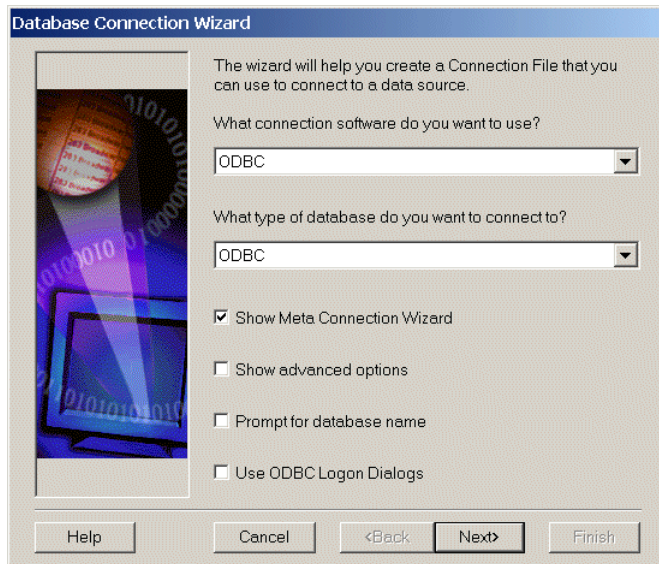 Database Connection Wizard
The wizard will help you create a Connection File that you
can use to connect to a data source.
What connection software do you want to use?
ODBC
What type of database do you want to connect to?
ODBC
Show Meta Connection Wizard
Show advanced options
Prompt for database name
Use ODBC Logon Dialogs
Help
Cancel
<Back
Next>
Finish